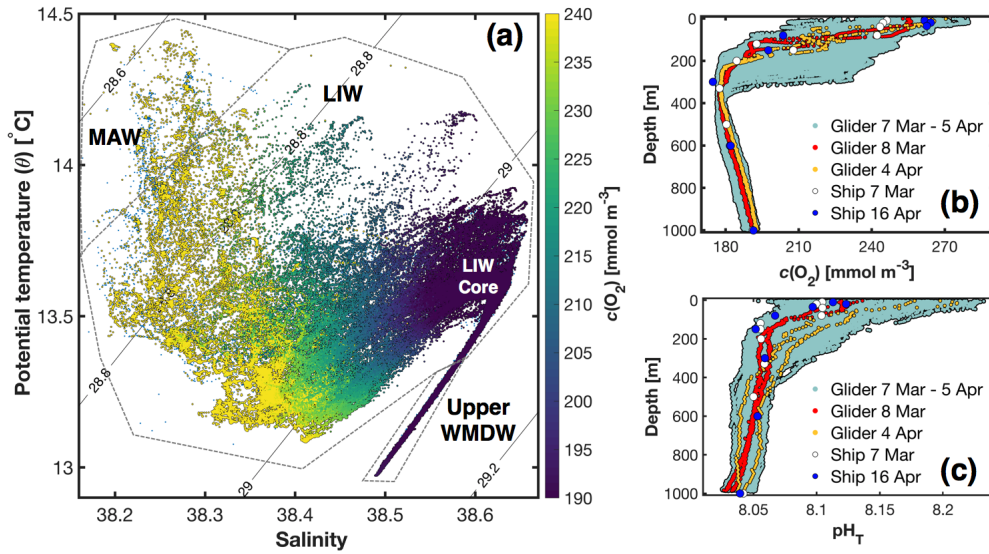 (a)
14.5
14
13.5
13
Potential temperature (θ) [°C]
38.2
38.3
38.4
38.5
38.6
Salinity
MAW
LIW
LIW
Core
Upper
WMDW
28.6
28.8
28.8
28.8
29
29
29.2
240
235
230
225
220
215
210
205
200
195
190
c(O2) [mmol m-3]
(b)
0
200
400
600
800
1000
Depth [m]
Glider 7 Mar - 5 Apr
Glider 8 Mar
Glider 4 Apr
Ship 7 Mar
Ship 16 Apr
180
210
240
270
c(O2) [mmol m-3]
(c)
0
200
400
600
800
1000
Depth [m]
Glider 7 Mar - 5 Apr
Glider 8 Mar
Glider 4 Apr
Ship 7 Mar
Ship 16 Apr
8.05
8.1
8.15
8.2
pHT